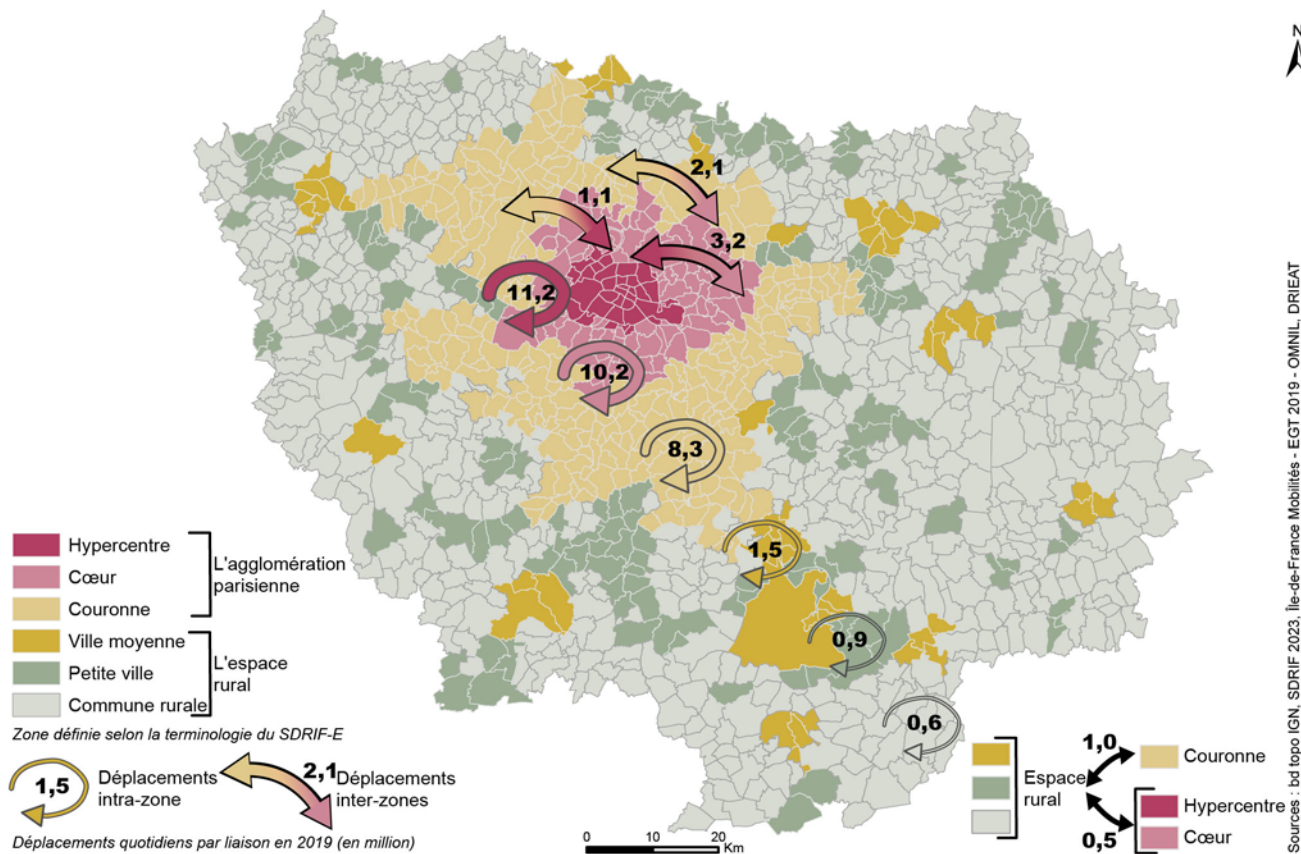 N
2,1
1,1
3,2
11,2
10,2
8,3
1,5
0,9
0,6
Hypercentre
Cœur
Couronne
L'agglomération
parisienne
Ville moyenne
Petite ville
Commune rurale
L'espace
rural
Zone définie selon la terminologie du SDRIF-E
1,5
Déplacements
intra-zone
2,1
Déplacements
inter-zones
Déplacements quotidiens par liaison en 2019 (en million)
0 10 20
Km
Espace
rural
1,0
Couronne
0,5
Hypercentre
Cœur
Sources : bd topo IGN, SDRIF 2023, Île-de-France Mobilités - EGT 2019 - OMNIL, DRIEAT